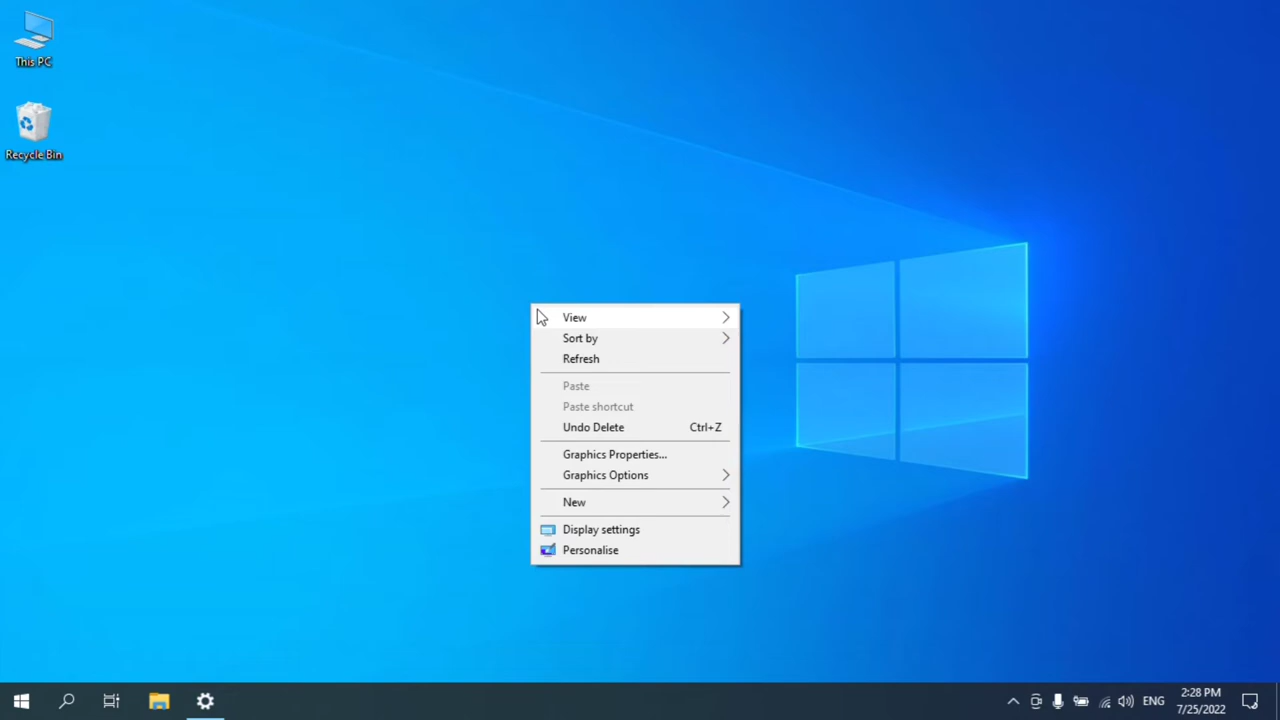 This PC
Recycle Bin
View
Sort by
Refresh
Paste
Paste shortcut
Undo Delete Ctrl+Z
Graphics Properties...
Graphics Options
New
Display settings
Personalise
ENG
2:28 PM
7/25/2022